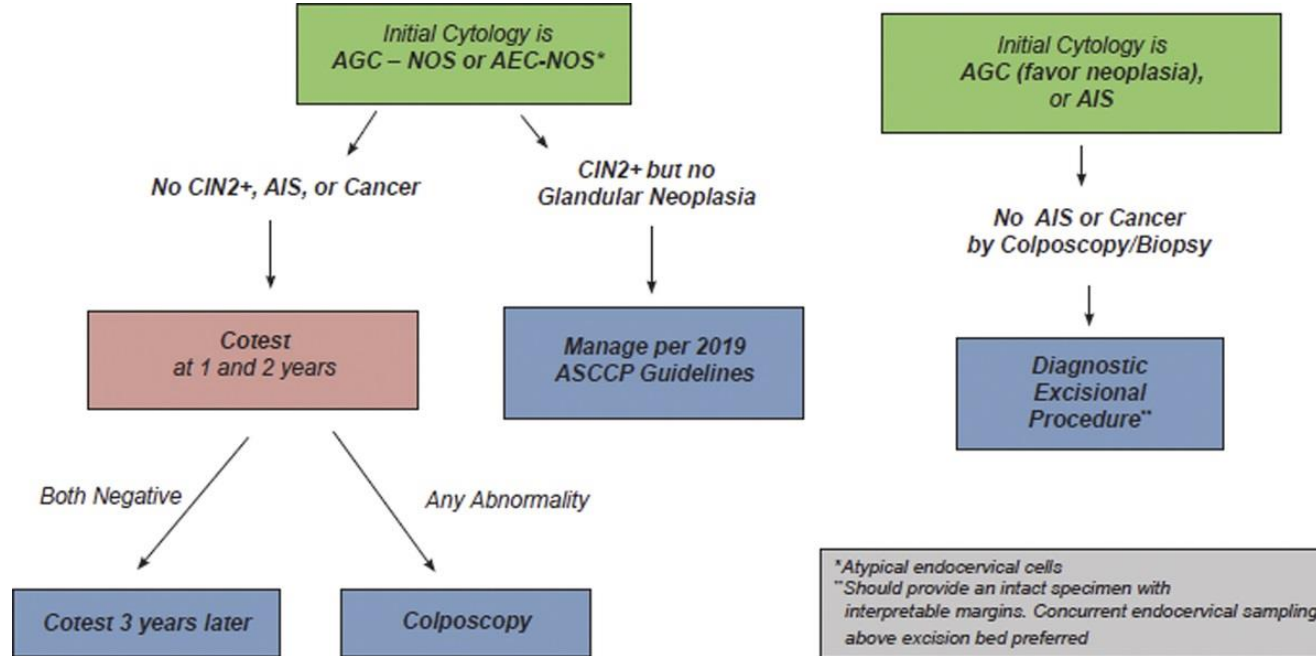 Initial Cytology is
AGC – NOS or AEC-NOS*
No CIN2+, AIS, or Cancer
CIN2+ but no
Glandular Neoplasia
Cotest
at 1 and 2 years
Manage per 2019
ASCCP Guidelines
Both Negative
Any Abnormality
Cotest 3 years later
Colposcopy
Initial Cytology is
AGC (favor neoplasia),
or AIS
No AIS or Cancer
by Colposcopy/Biopsy
Diagnostic
Excisional
Procedure**
*Atypical endocervical cells
**Should provide an intact specimen with
interpretable margins. Concurrent endocervical sampling
above excision bed preferred